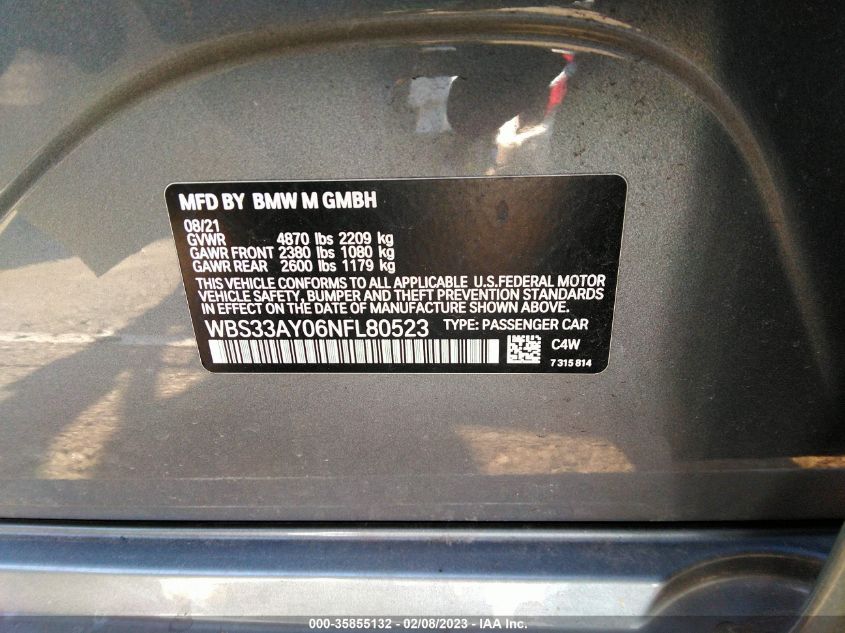 MFD BY BMW M GMBH
08/21
GVWR 4870 lbs 2209 kg
GAWR FRONT 2380 lbs 1080 kg
GAWR REAR 2600 lbs 1179 kg
THIS VEHICLE CONFORMS TO ALL APPLICABLE U.S.FEDERAL MOTOR
VEHICLE SAFETY, BUMPER AND THEFT PREVENTION STANDARDS
IN EFFECT ON THE DATE OF MANUFACTURE SHOWN ABOVE.
WBS33AY06NFL80523 TYPE: PASSENGER CAR
C4W
7 315 814
000-35855132 - 02/08/2023 - IAA Inc.